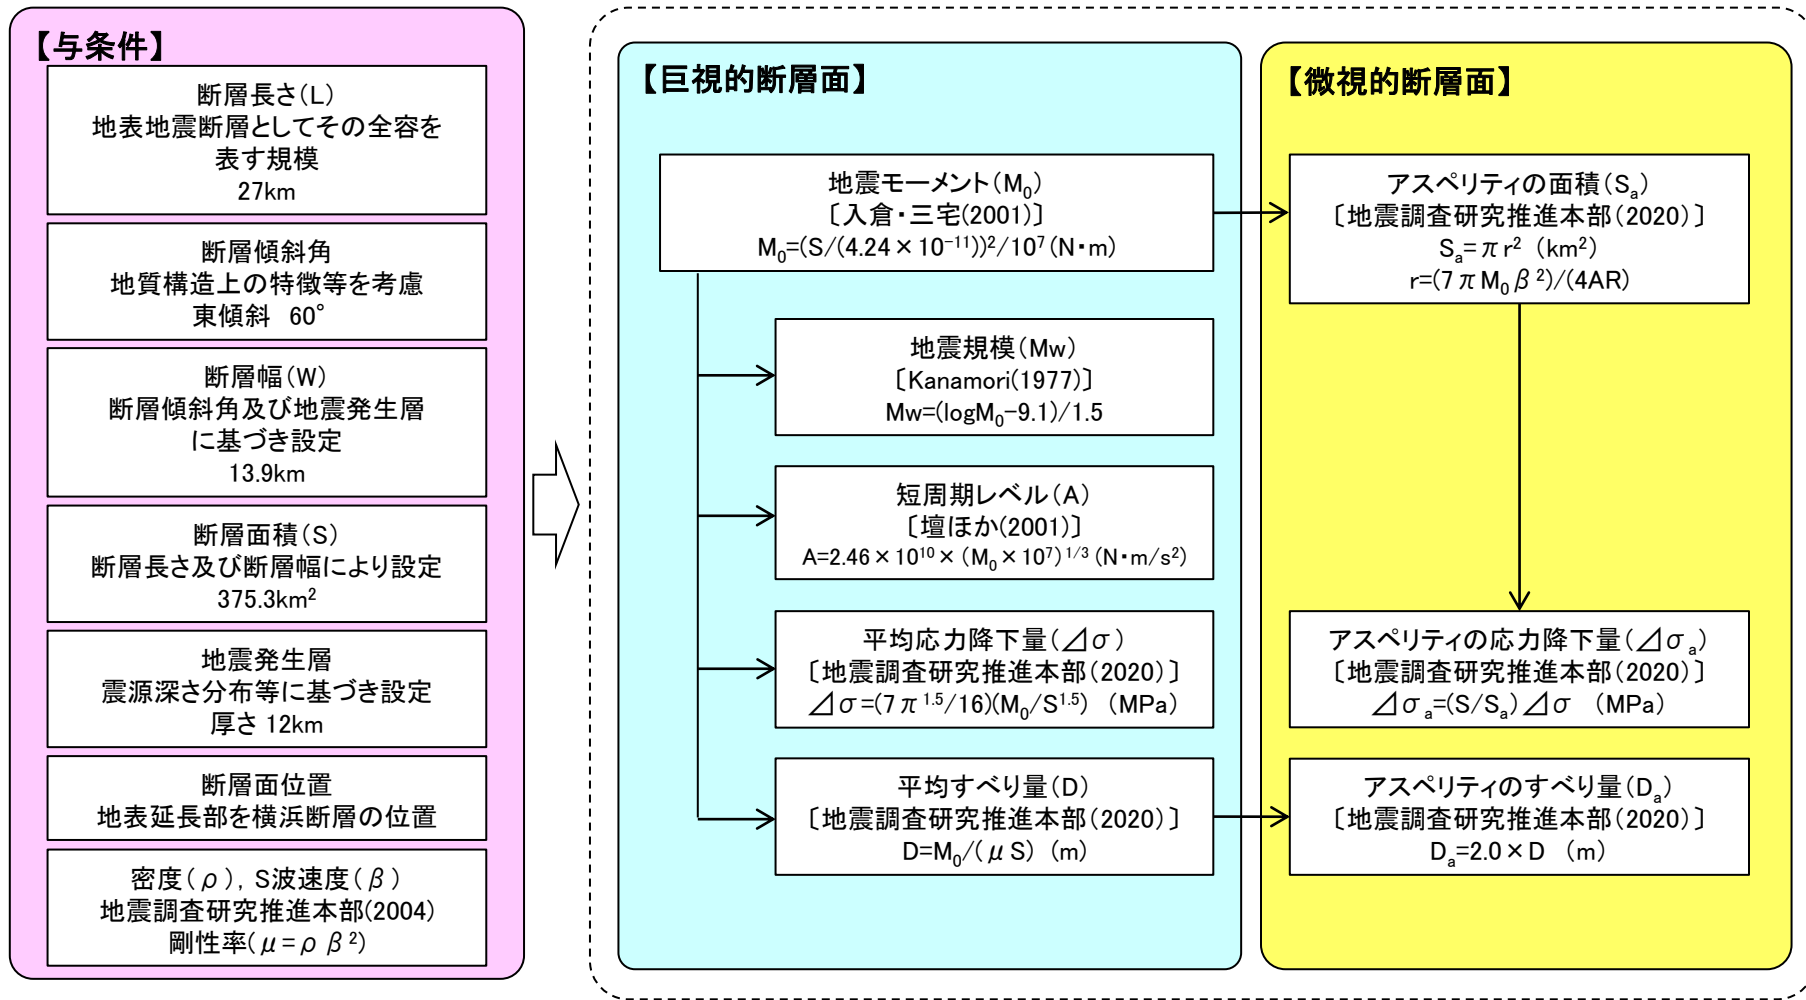 【与条件】
断層長さ(L)
地表地震断層としてその全容を
表す規模
27km
断層傾斜角
地質構造上の特徴等を考慮
東傾斜 60°
断層幅(W)
断層傾斜角及び地震発生層
に基づき設定
13.9km
断層面積(S)
断層長さ及び断層幅により設定
375.3km²
地震発生層
震源深さ分布等に基づき設定
厚さ 12km
断層面位置
地表延長部を横浜断層の位置
密度(ρ), S波速度(β)
地震調査研究推進本部(2004)
剛性率(μ=ρβ²)
【巨視的断層面】
地震モーメント(M₀)
〔入倉・三宅(2001)〕
M₀=(S/(4.24×10⁻¹¹))²/10⁷(N・m)
地震規模(Mw)
〔Kanamori(1977)〕
Mw=(logM₀-9.1)/1.5
短周期レベル(A)
〔壇ほか(2001)〕
A=2.46×10¹⁰×(M₀×10⁷)¹/³(N・m/s²)
平均応力降下量(⊿σ)
〔地震調査研究推進本部(2020)〕
⊿σ=(7π¹·⁵/16)(M₀/S¹·⁵) (MPa)
平均すべり量(D)
〔地震調査研究推進本部(2020)〕
D=M₀/(μS) (m)
【微視的断層面】
アスペリティの面積(Sₐ)
〔地震調査研究推進本部(2020)〕
Sₐ=πr² (km²)
r=(7πM₀β²)/(4AR)
アスペリティの応力降下量(⊿σₐ)
〔地震調査研究推進本部(2020)〕
⊿σₐ=(S/Sₐ)⊿σ (MPa)
アスペリティのすべり量(Dₐ)
〔地震調査研究推進本部(2020)〕
Dₐ=2.0×D (m)